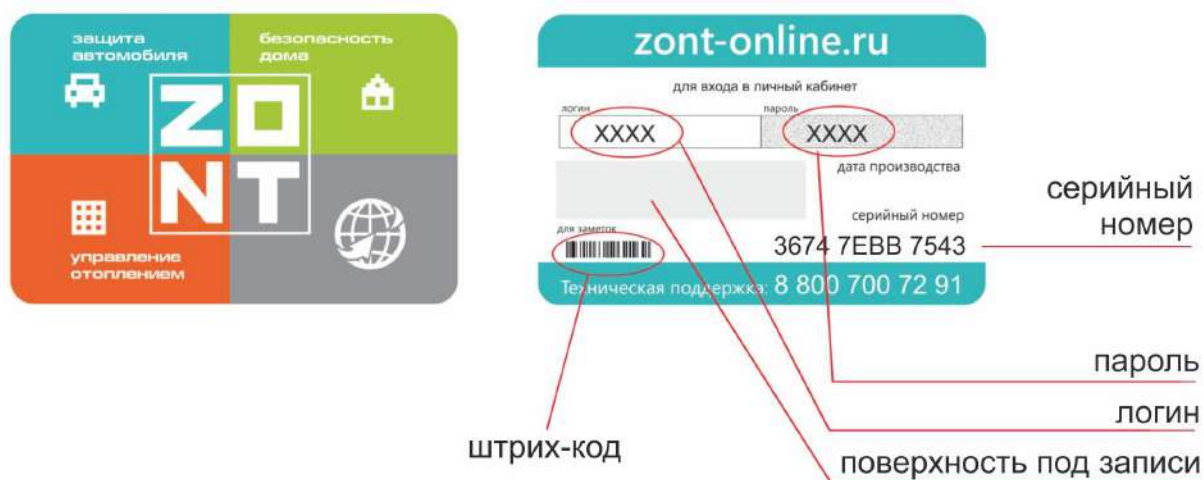 защита
автомобиля
безопасность
дома
ZO
NT
управление
отоплением
zont-online.ru
для входа в личный кабинет
логин
пароль
XXXX
XXXX
дата производства
серийный номер
для заметок
3674 7EBB 7543
Техническая поддержка: 8 800 700 72 91
серийный
номер
пароль
логин
штрих-код
поверхность под записи